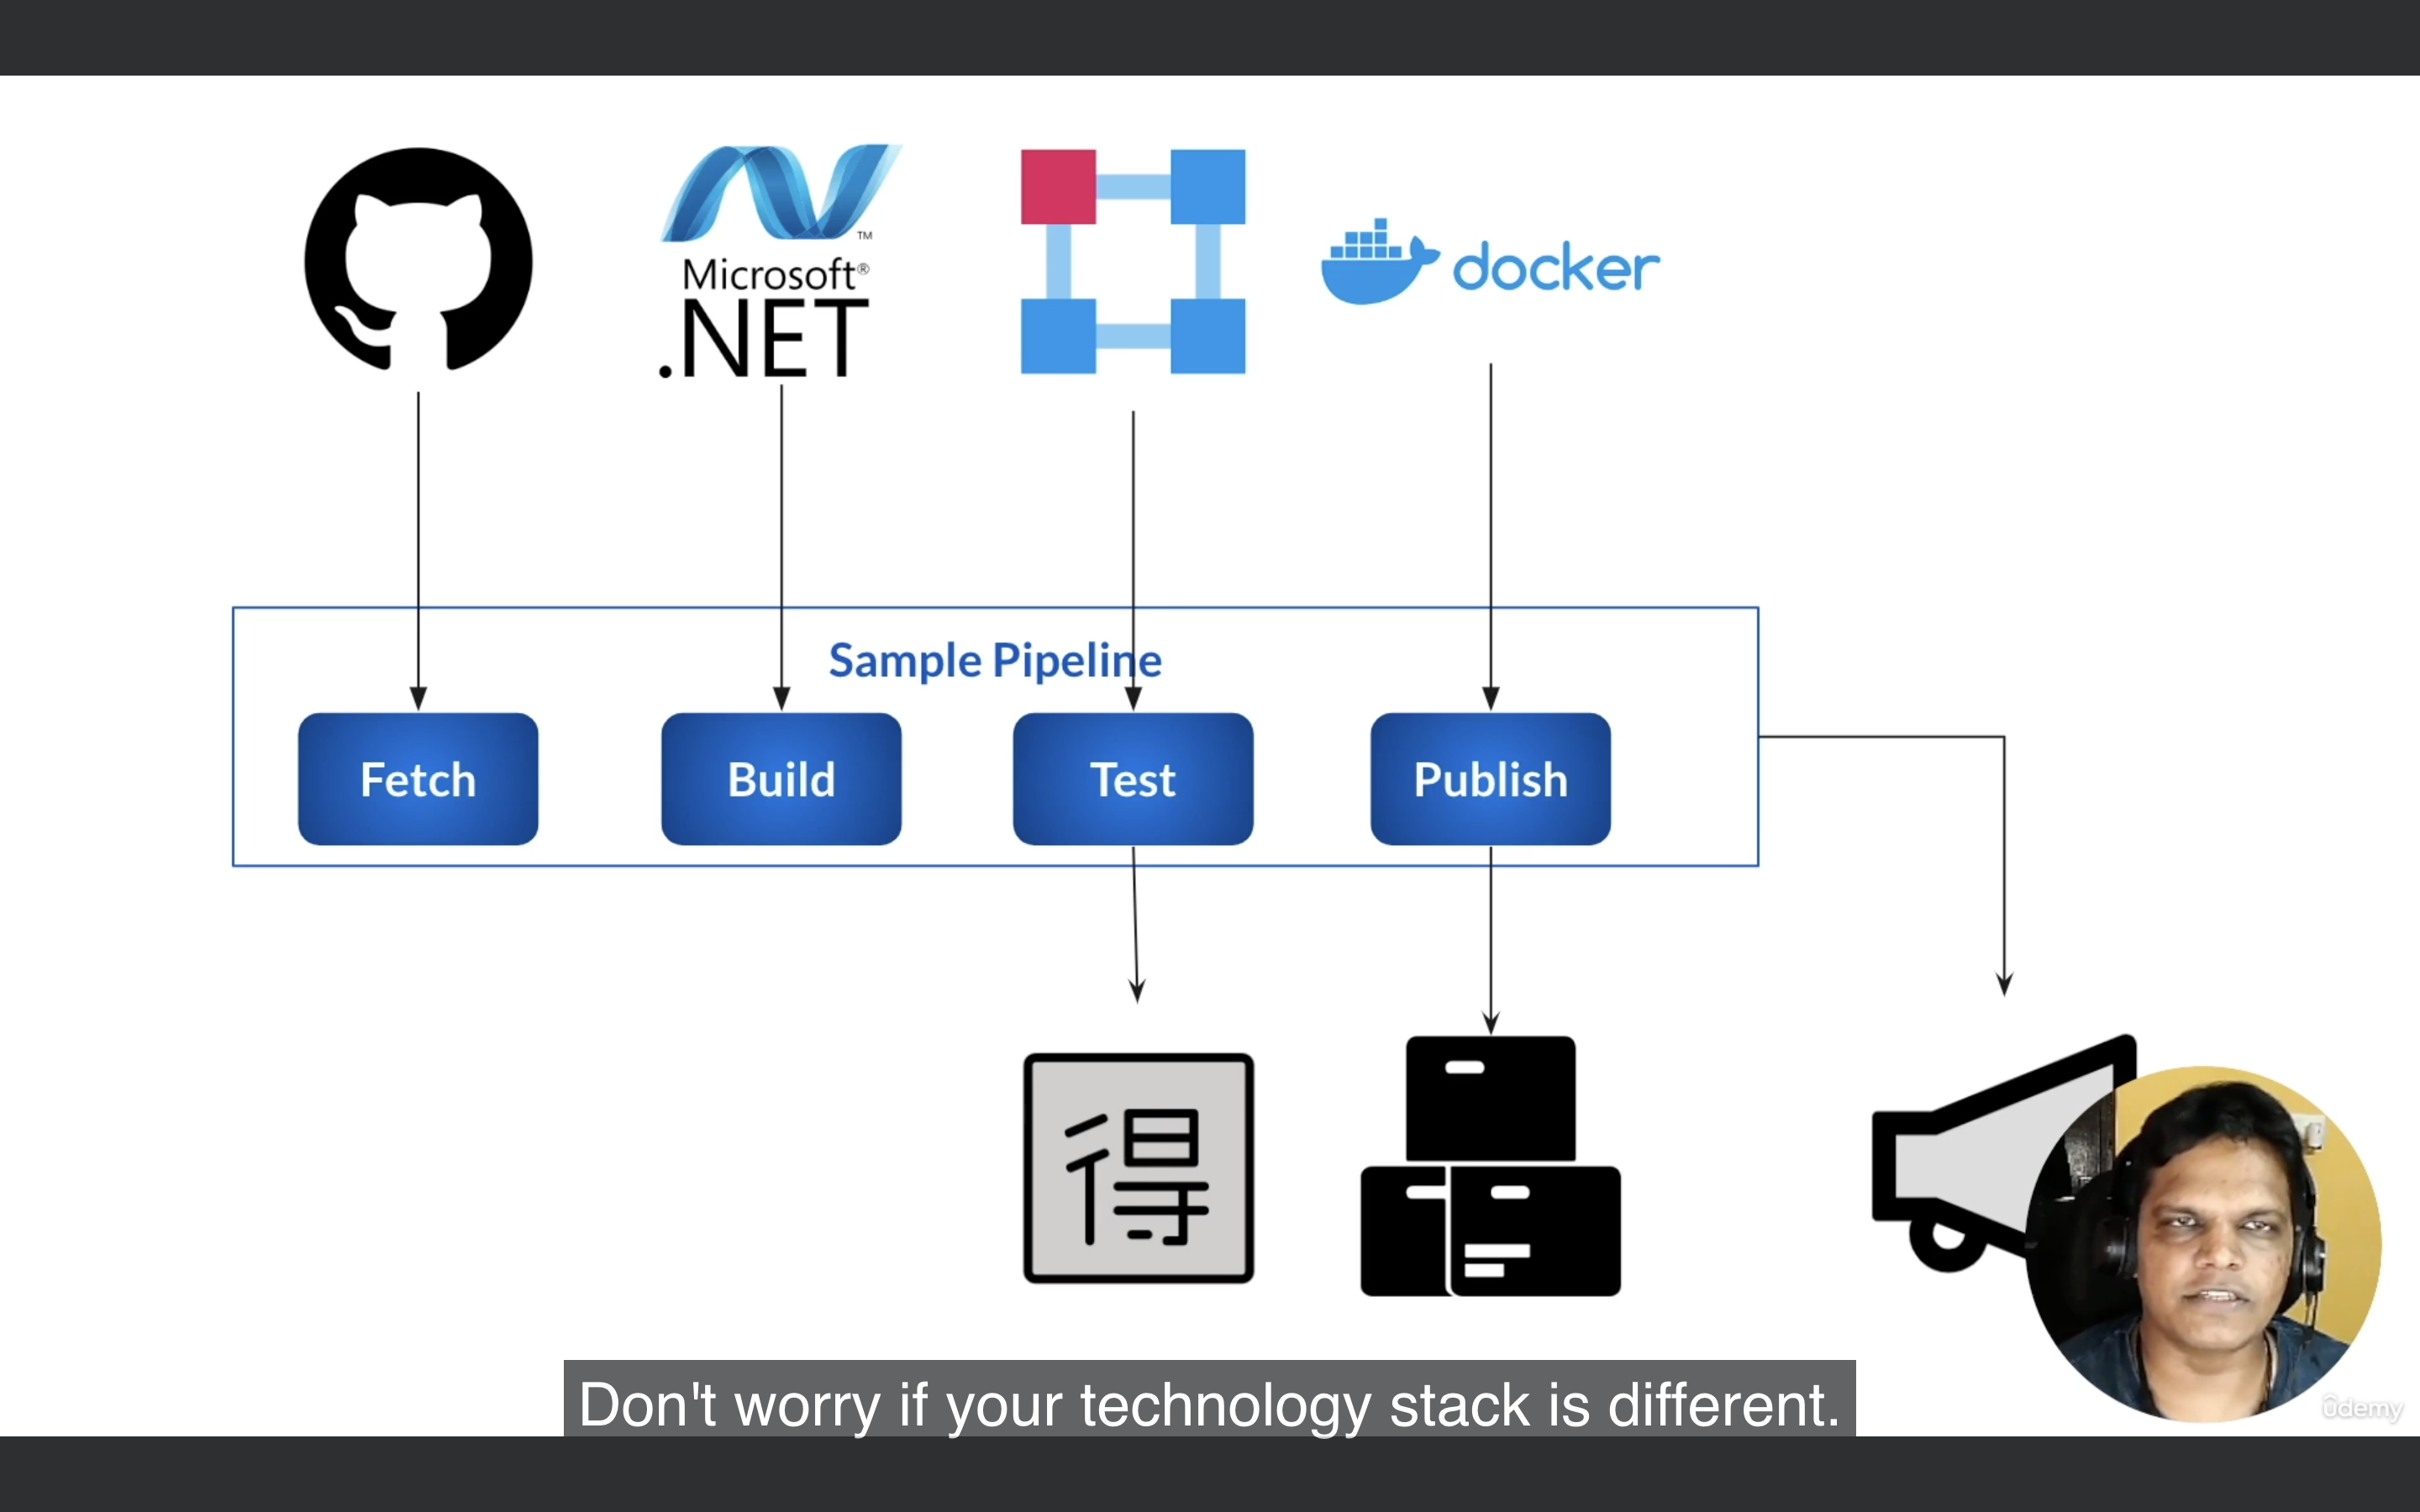 Microsoft®
.NET
TM
docker
Sample Pipeline
Fetch
Build
Test
Publish
得
Don't worry if your technology stack is different.
ûdemy